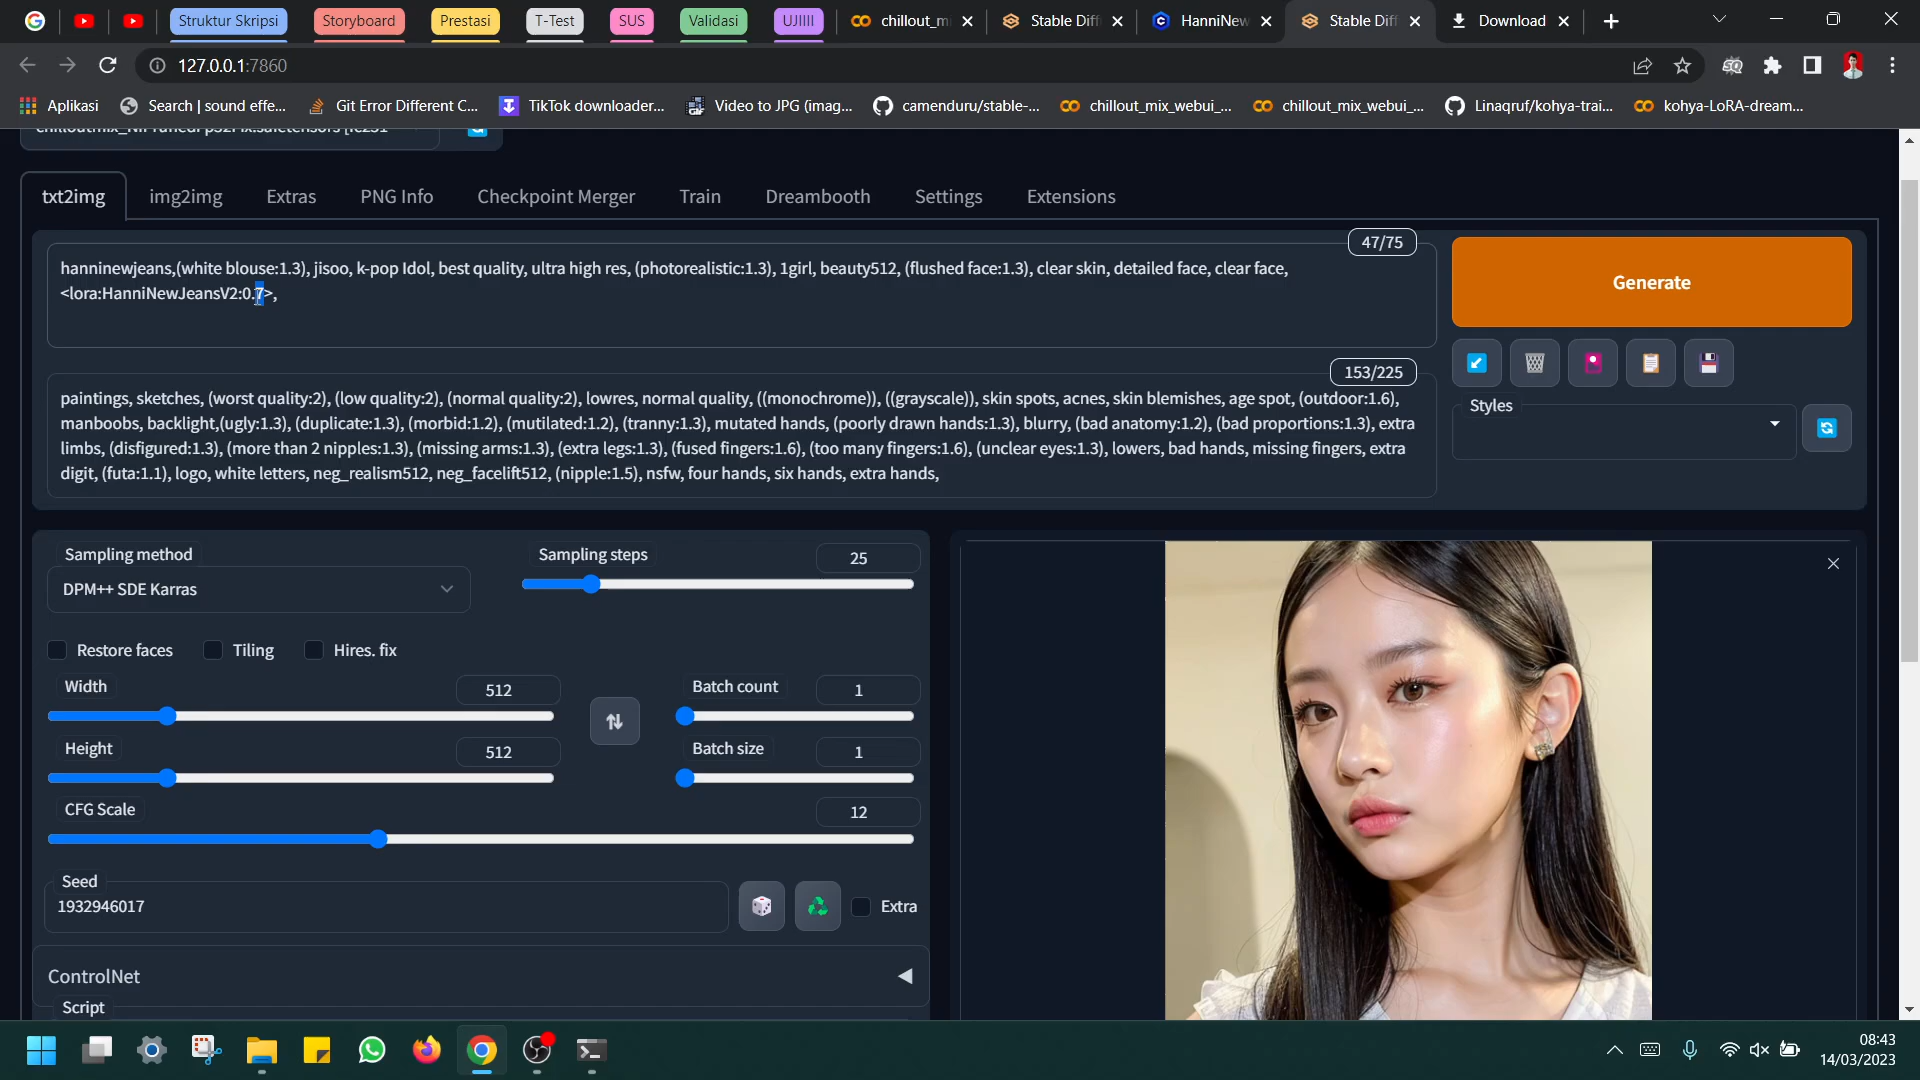 Struktur Skripsi
Storyboard
Prestasi
T-Test
SUS
Validasi
UJIIII
chillout_m
Stable Diff
HanniNew
Stable Diff
Download
127.0.0.1:7860
Aplikasi
Search | sound effe...
Git Error Different C...
TikTok downloader...
Video to JPG (imag...
camenduru/stable-...
chillout_mix_webui_...
chillout_mix_webui_...
Linaqruf/kohya-trai...
kohya-LoRA-dream...
txt2img
img2img
Extras
PNG Info
Checkpoint Merger
Train
Dreambooth
Settings
Extensions
47/75
hanninewjeans,(white blouse:1.3), jisoo, k-pop Idol, best quality, ultra high res, (photorealistic:1.3), 1girl, beauty512, (flushed face:1.3), clear skin, detailed face, clear face,
<lora:HanniNewJeansV2:0.7>,
Generate
153/225
paintings, sketches, (worst quality:2), (low quality:2), (normal quality:2), lowres, normal quality, ((monochrome)), ((grayscale)), skin spots, acnes, skin blemishes, age spot, (outdoor:1.6),
manboobs, backlight,(ugly:1.3), (duplicate:1.3), (morbid:1.2), (mutilated:1.2), (tranny:1.3), mutated hands, (poorly drawn hands:1.3), blurry, (bad anatomy:1.2), (bad proportions:1.3), extra
limbs, (disfigured:1.3), (more than 2 nipples:1.3), (missing arms:1.3), (extra legs:1.3), (fused fingers:1.6), (too many fingers:1.6), (unclear eyes:1.3), lowers, bad hands, missing fingers, extra
digit, (futa:1.1), logo, white letters, neg_realism512, neg_facelift512, (nipple:1.5), nsfw, four hands, six hands, extra hands,
Styles
Sampling method
DPM++ SDE Karras
Sampling steps
25
Restore faces
Tiling
Hires. fix
Width
512
Batch count
1
Height
512
Batch size
1
CFG Scale
12
Seed
1932946017
Extra
ControlNet
Script
08:43
14/03/2023